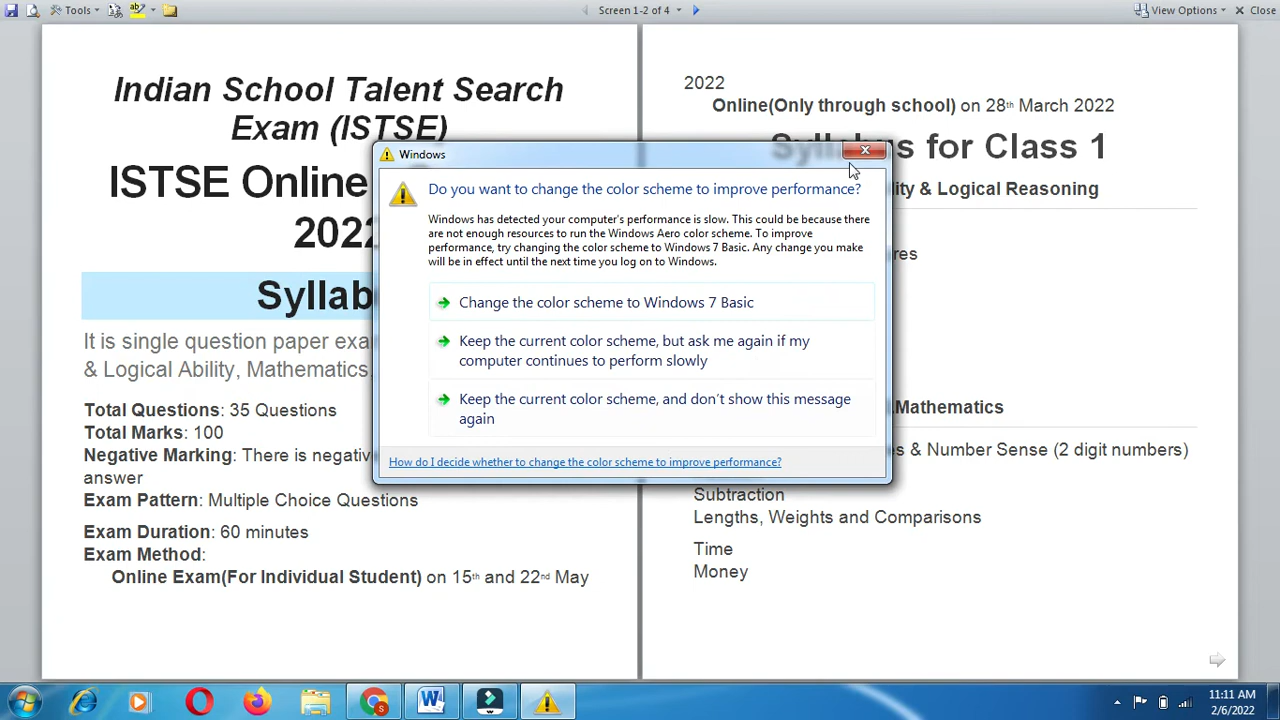 Tools
Screen 1-2 of 4
View Options
Close
Indian School Talent Search
Exam (ISTSE)
ISTSE Online
2022
Syllab
It is single question paper exa
& Logical Ability, Mathematics,
Total Questions: 35 Questions
Total Marks: 100
Negative Marking: There is negativ
answer
Exam Pattern: Multiple Choice Questions
Exam Duration: 60 minutes
Exam Method:
Online Exam(For Individual Student) on 15th and 22nd May
2022
Online(Only through school) on 28th March 2022
Syllabus for Class 1
ity & Logical Reasoning
res
Mathematics
s & Number Sense (2 digit numbers)
Subtraction
Lengths, Weights and Comparisons
Time
Money
Windows
Do you want to change the color scheme to improve performance?
Windows has detected your computer's performance is slow. This could be because there
are not enough resources to run the Windows Aero color scheme. To improve
performance, try changing the color scheme to Windows 7 Basic. Any change you make
will be in effect until the next time you log on to Windows.
Change the color scheme to Windows 7 Basic
Keep the current color scheme, but ask me again if my
computer continues to perform slowly
Keep the current color scheme, and don't show this message
again
How do I decide whether to change the color scheme to improve performance?
11:11 AM
2/6/2022